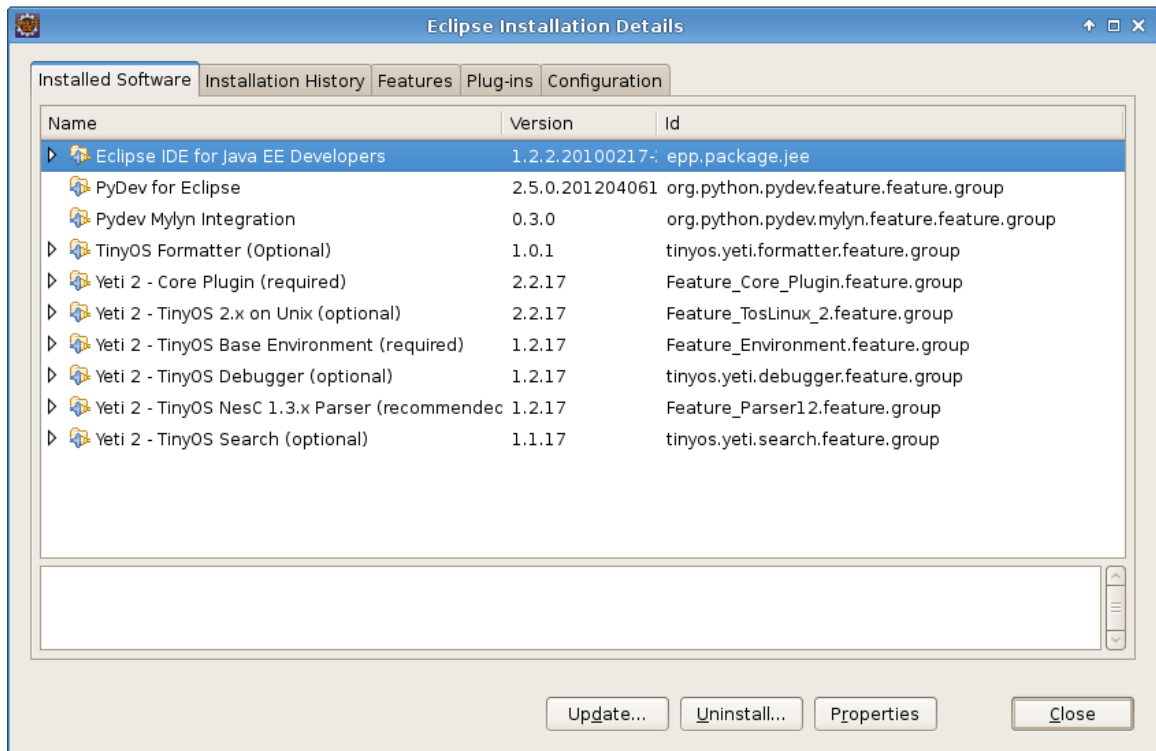 Eclipse Installation Details
Installed Software Installation History Features Plug-ins Configuration
Name Version Id
Eclipse IDE for Java EE Developers 1.2.2.20100217- epp.package.jee
PyDev for Eclipse 2.5.0.201204061 org.python.pydev.feature.feature.group
Pydev Mylyn Integration 0.3.0 org.python.pydev.mylyn.feature.feature.group
TinyOS Formatter (Optional) 1.0.1 tinyos.yeti.formatter.feature.group
Yeti 2 - Core Plugin (required) 2.2.17 Feature_Core_Plugin.feature.group
Yeti 2 - TinyOS 2.x on Unix (optional) 2.2.17 Feature_TosLinux_2.feature.group
Yeti 2 - TinyOS Base Environment (required) 1.2.17 Feature_Environment.feature.group
Yeti 2 - TinyOS Debugger (optional) 1.2.17 tinyos.yeti.debugger.feature.group
Yeti 2 - TinyOS NesC 1.3.x Parser (recommended 1.2.17 Feature_Parser12.feature.group
Yeti 2 - TinyOS Search (optional) 1.1.17 tinyos.yeti.search.feature.group
Update... Uninstall... Properties Close